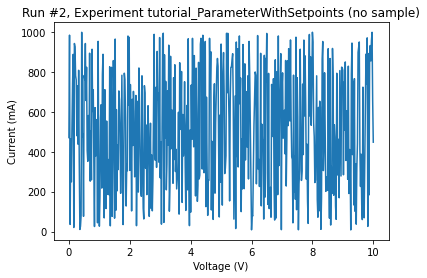 Run #2, Experiment tutorial_ParameterWithSetpoints (no sample)
1000
800
600
400
200
0
Current (mA)
0 2 4 6 8 10
Voltage (V)